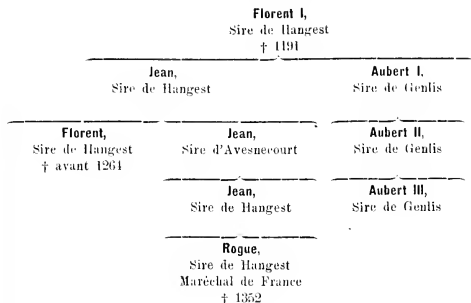 Florent I,
Sire de Hangest
† 1191
Jean,
Sire de Hangest
Aubert I,
Sire de Genlis
Florent,
Sire de Hangest
† avant 1264
Jean,
Sire d'Avesnecourt
Aubert II,
Sire de Genlis
Jean,
Sire de Hangest
Aubert III,
Sire de Genlis
Rogue,
Sire de Hangest
Maréchal de France
† 1352